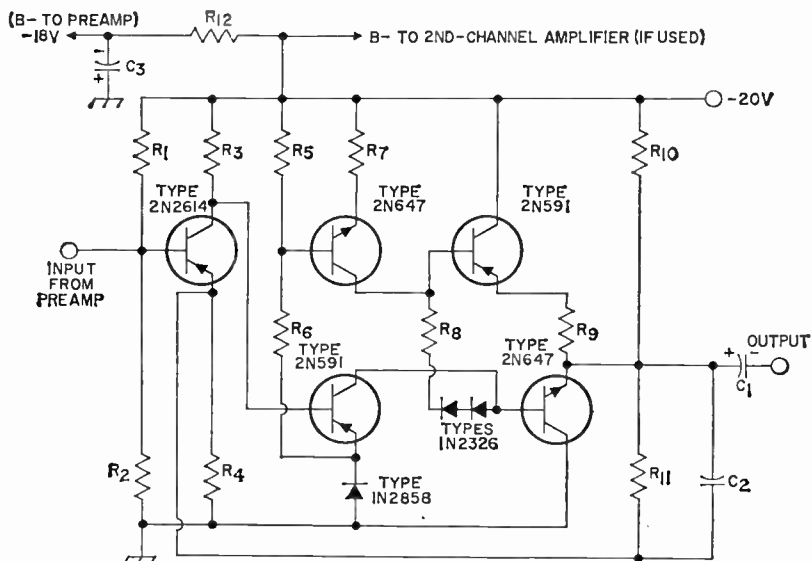 (B- TO PREAMP)
-18V
R12
B- TO 2ND-CHANNEL AMPLIFIER (IF USED)
-
+
C3
-20V
R1
R3
R5
R7
R10
TYPE
2N2614
TYPE
2N647
TYPE
2N591
INPUT
FROM
PREAMP
R6
R8
R9
TYPE
2N591
TYPE
2N647
+
-
OUTPUT
C1
TYPES
1N2326
R2
R4
TYPE
1N2858
R11
C2